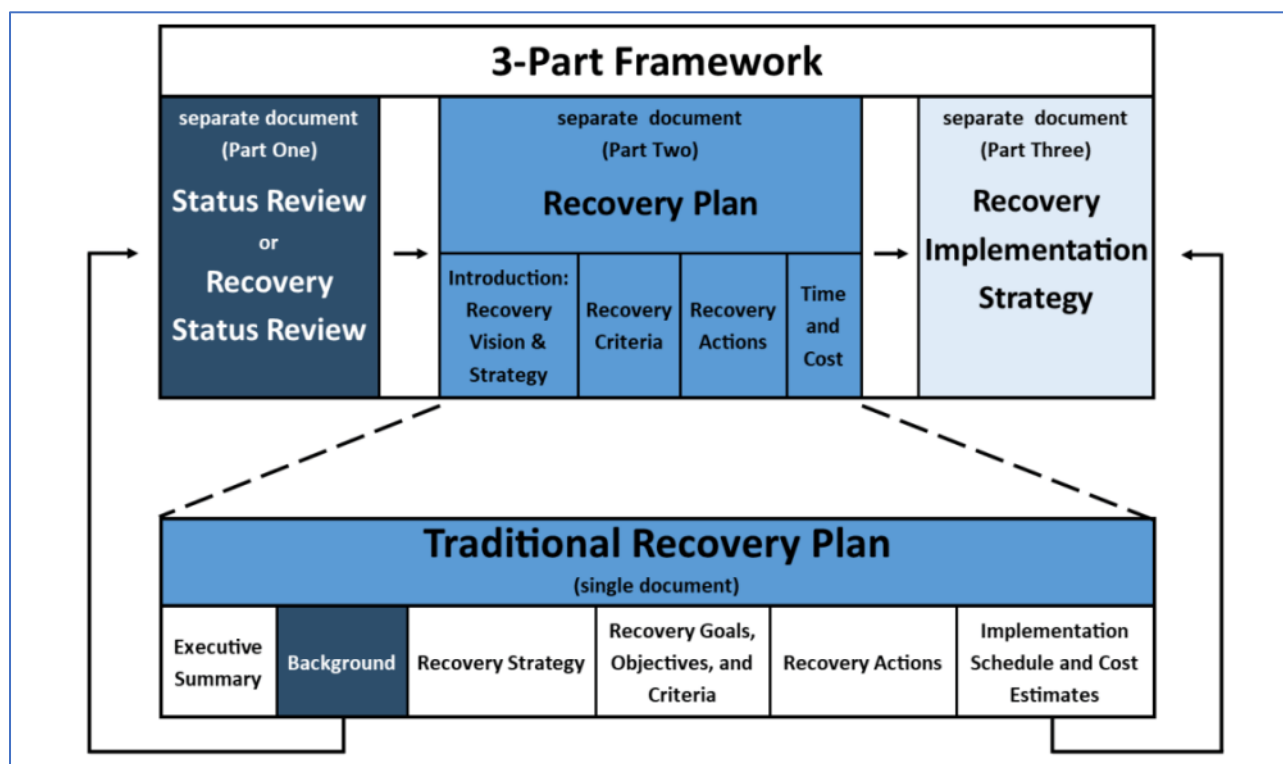 3-Part Framework
separate document
(Part One)
Status Review
or
Recovery
Status Review
separate document
(Part Two)
Recovery Plan
Introduction:
Recovery
Vision &
Strategy
Recovery
Criteria
Recovery
Actions
Time
and
Cost
separate document
(Part Three)
Recovery
Implementation
Strategy
Traditional Recovery Plan
(single document)
Executive
Summary
Background
Recovery Strategy
Recovery Goals,
Objectives, and
Criteria
Recovery Actions
Implementation
Schedule and Cost
Estimates